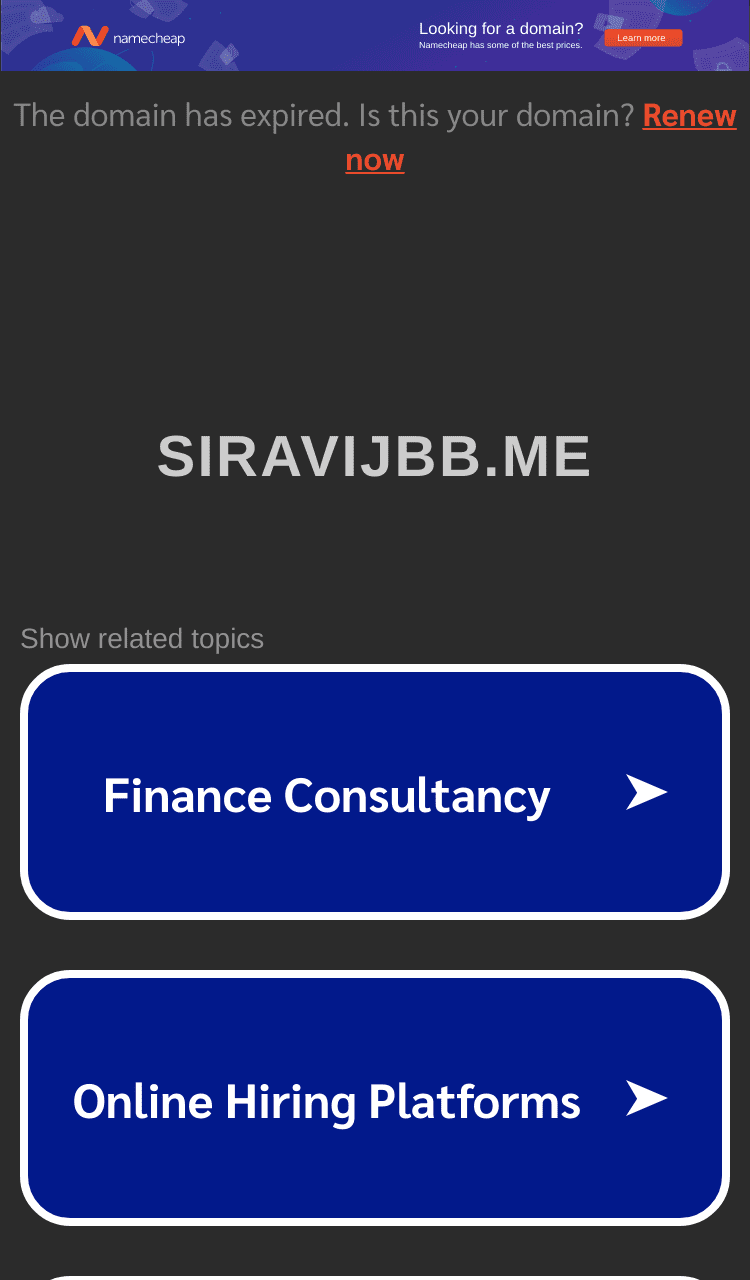 namecheap
Looking for a domain?
Namecheap has some of the best prices.
Learn more
The domain has expired. Is this your domain? Renew
now
SIRAVIJBB.ME
Show related topics
Finance Consultancy
Online Hiring Platforms